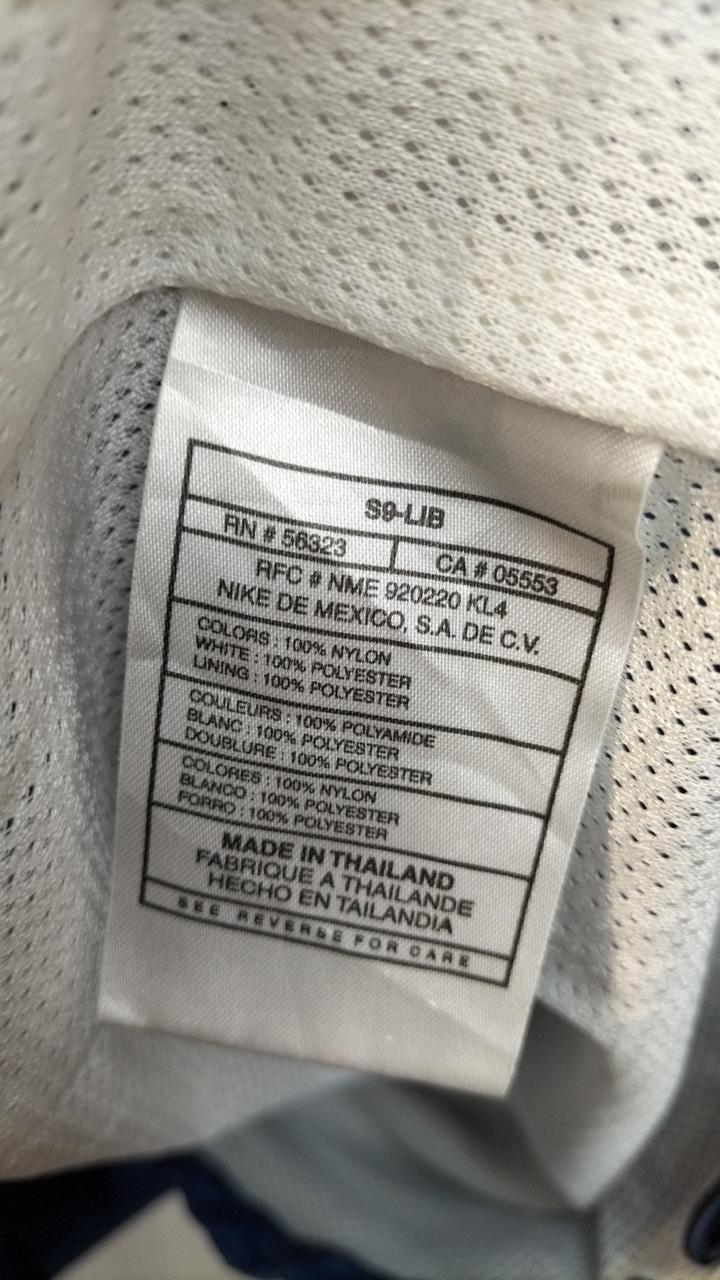 S9-LIB
RN # 56323 CA # 05553
RFC # NME 920220 KL4
NIKE DE MEXICO, S.A. DE C.V.
COLORS : 100% NYLON
WHITE : 100% POLYESTER
LINING : 100% POLYESTER
COULEURS : 100% POLYAMIDE
BLANC : 100% POLYESTER
DOUBLURE : 100% POLYESTER
COLORES : 100% NYLON
BLANCO : 100% POLYESTER
FORRO : 100% POLYESTER
MADE IN THAILAND
FABRIQUE A THAILANDE
HECHO EN TAILANDIA
SEE REVERSE FOR CARE